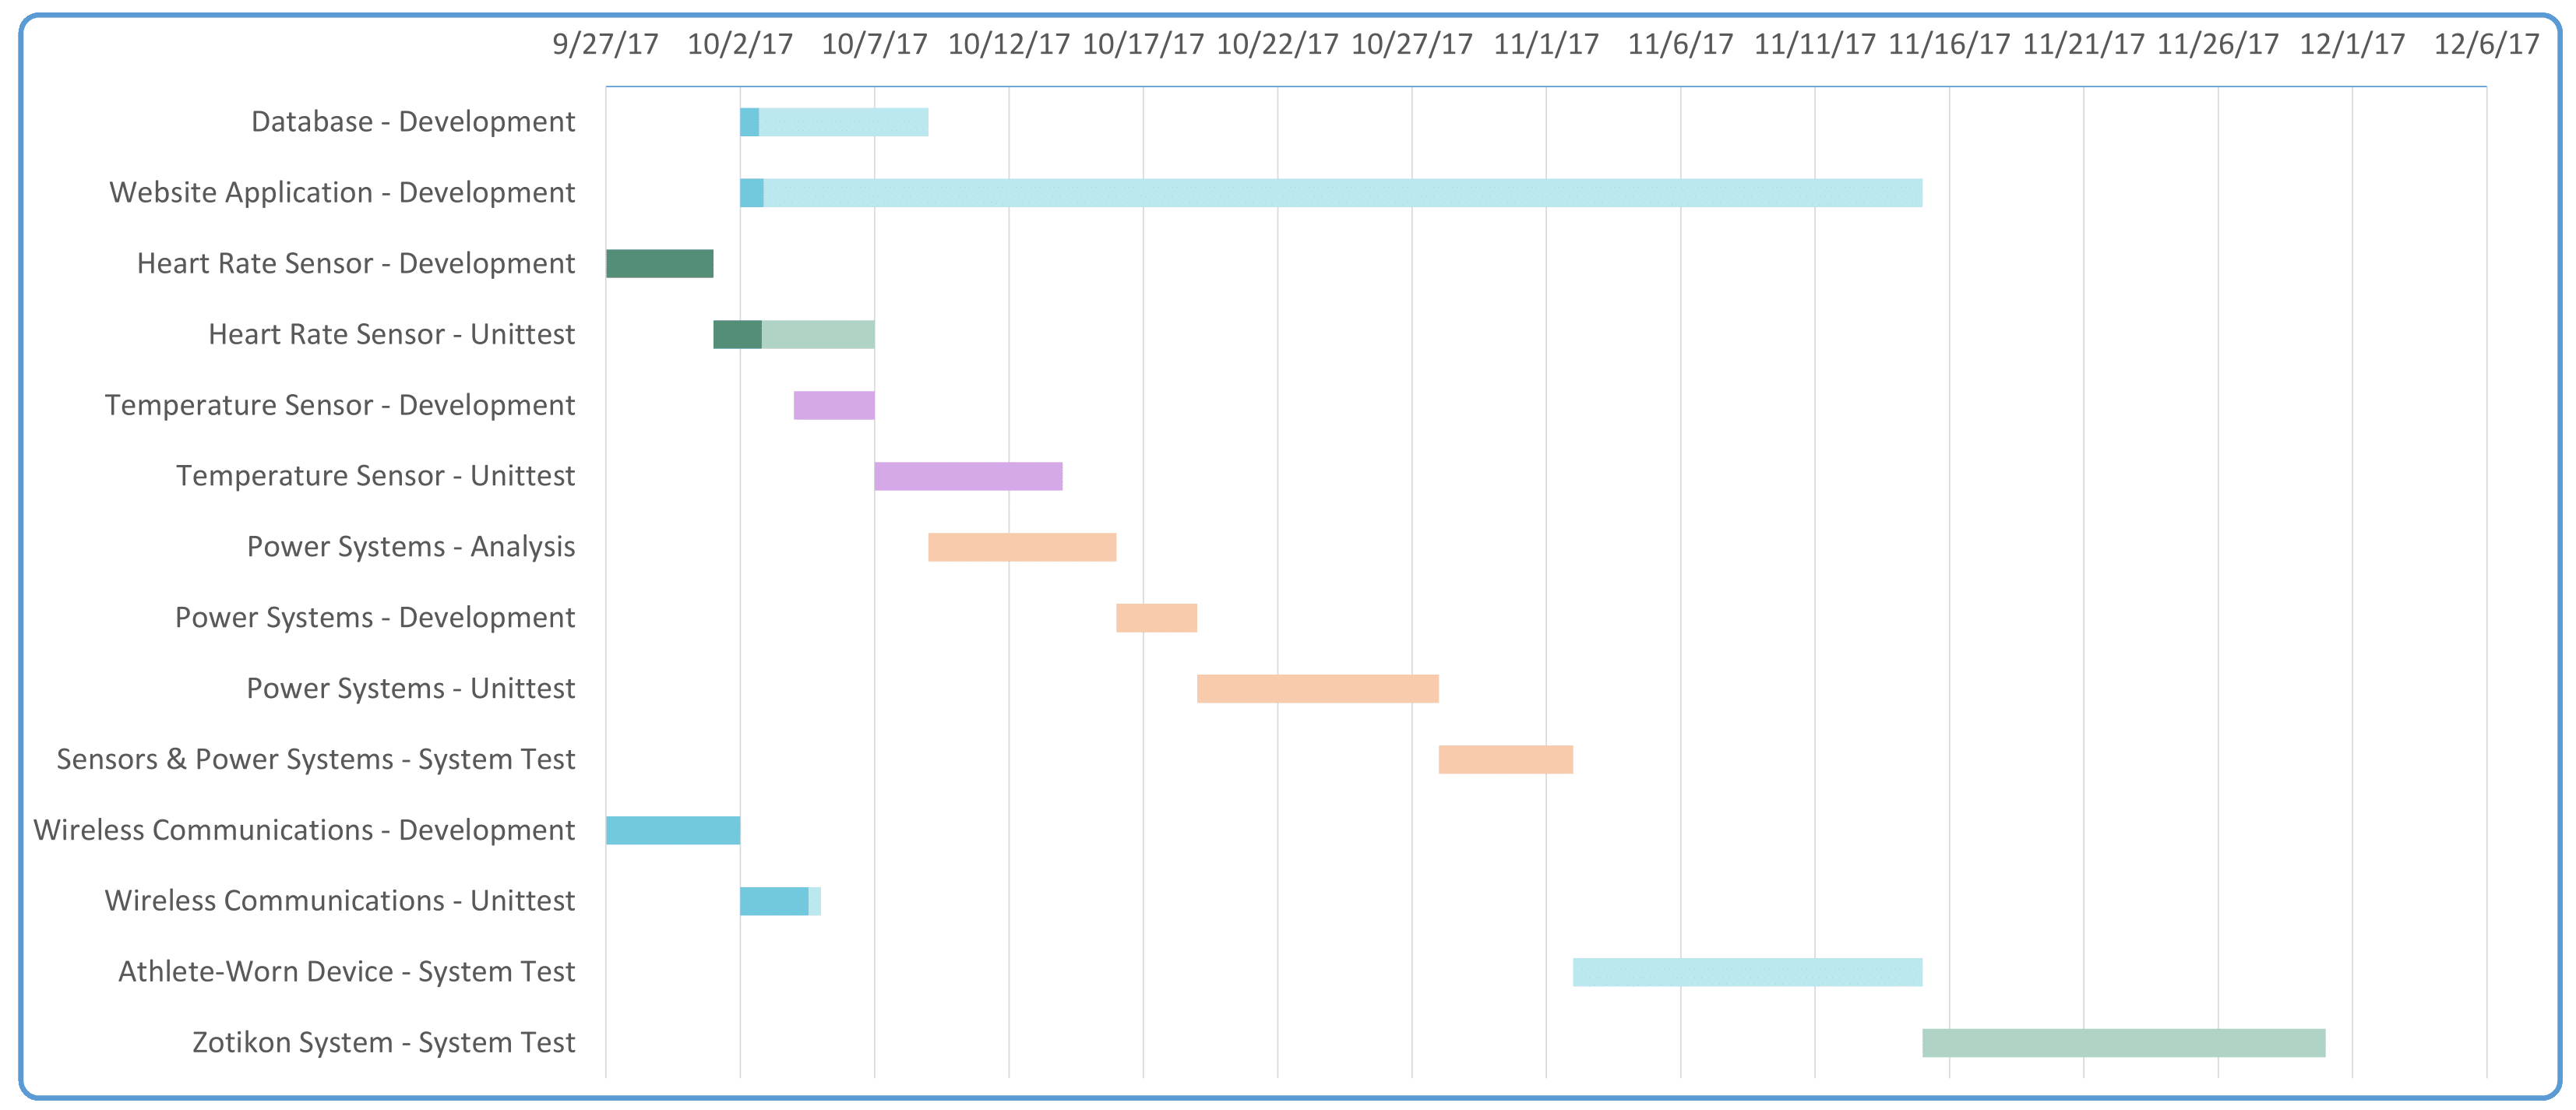 9/27/17 10/2/17 10/7/17 10/12/17 10/17/17 10/22/17 10/27/17 11/1/17 11/6/17 11/11/17 11/16/17 11/21/17 11/26/17 12/1/17 12/6/17
Database - Development
Website Application - Development
Heart Rate Sensor - Development
Heart Rate Sensor - Unittest
Temperature Sensor - Development
Temperature Sensor - Unittest
Power Systems - Analysis
Power Systems - Development
Power Systems - Unittest
Sensors & Power Systems - System Test
Wireless Communications - Development
Wireless Communications - Unittest
Athlete-Worn Device - System Test
Zotikon System - System Test